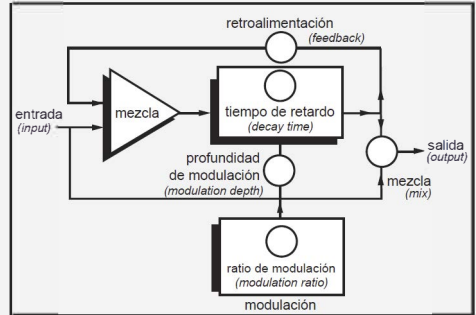 retroalimentación
(feedback)
entrada
(input)
mezcla
tiempo de retardo
(decay time)
profundidad
de modulación
(modulation depth)
salida
(output)
mezcla
(mix)
ratio de modulación
(modulation ratio)
modulación